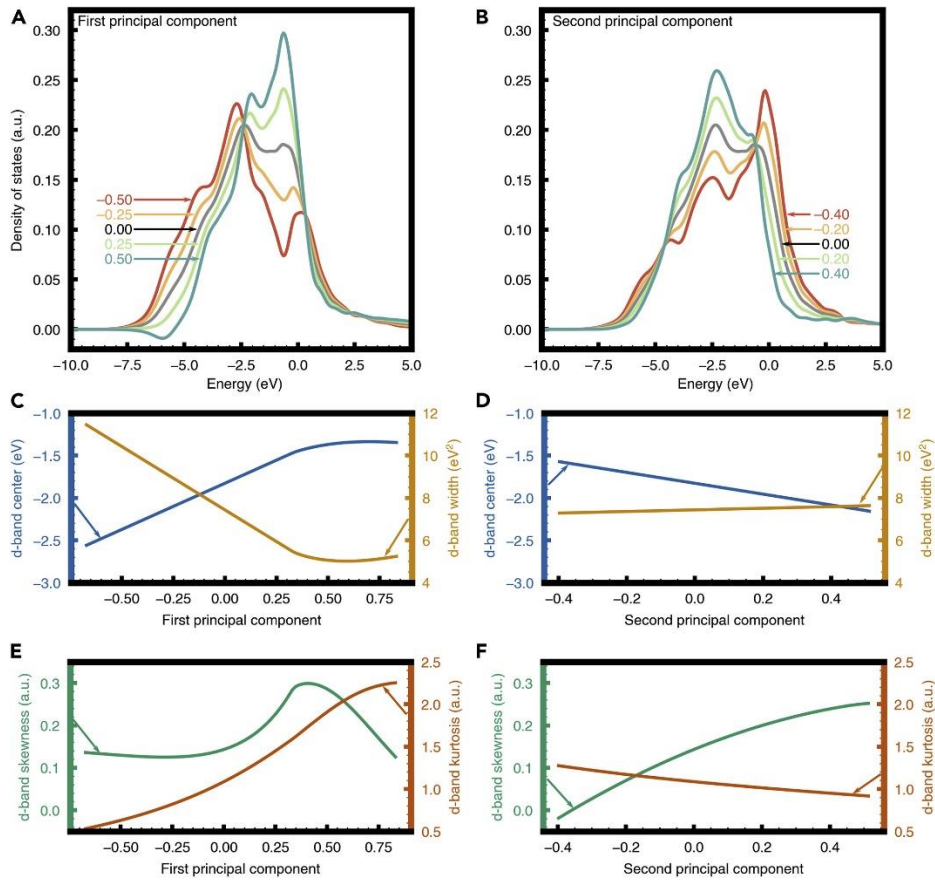 A
First principal component
Density of states (a.u.)
0.30
0.25
0.20
0.15
0.10
0.05
0.00
−0.50
−0.25
0.00
0.25
0.50
−10.0 −7.5 −5.0 −2.5 0.0 2.5 5.0
Energy (eV)
B
Second principal component
0.30
0.25
0.20
0.15
0.10
0.05
0.00
−0.40
−0.20
0.00
0.20
0.40
−10.0 −7.5 −5.0 −2.5 0.0 2.5 5.0
Energy (eV)
C
d-band center (eV)
−1.0
−1.5
−2.0
−2.5
−3.0
12
10
8
6
4
d-band width (eV²)
−0.50 −0.25 0.00 0.25 0.50 0.75
First principal component
D
d-band center (eV)
−1.0
−1.5
−2.0
−2.5
−3.0
12
10
8
6
4
d-band width (eV²)
−0.4 −0.2 0.0 0.2 0.4
Second principal component
E
d-band skewness (a.u.)
0.3
0.2
0.1
0.0
2.5
2.0
1.5
1.0
0.5
d-band kurtosis (a.u.)
−0.50 −0.25 0.00 0.25 0.50 0.75
First principal component
F
d-band skewness (a.u.)
0.3
0.2
0.1
0.0
2.5
2.0
1.5
1.0
0.5
d-band kurtosis (a.u.)
−0.4 −0.2 0.0 0.2 0.4
Second principal component